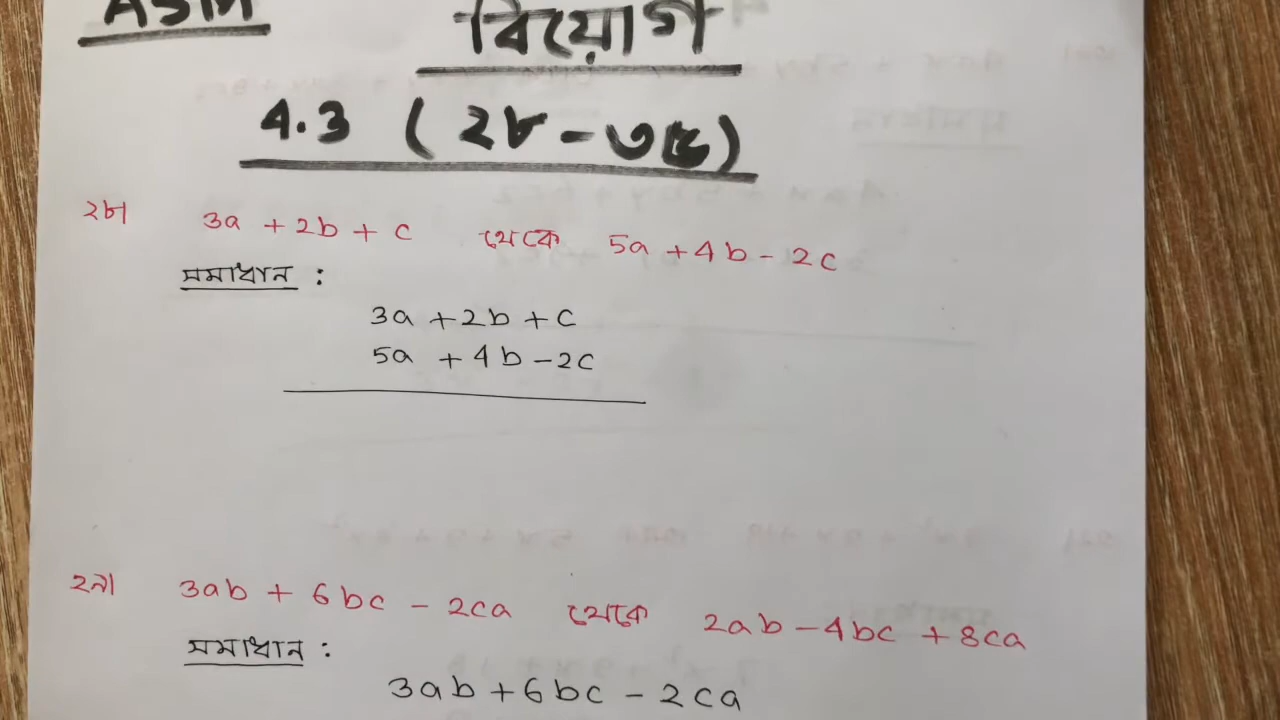 বিয়োগ
4.3 (২৮-৩৫)
২৮। 3a + 2b + c থেকে 5a + 4b - 2c
সমাধান :
3a + 2b + c
5a + 4b - 2c
২৯। 3ab + 6bc - 2ca থেকে 2ab - 4bc + 8ca
সমাধান :
3ab + 6bc - 2ca